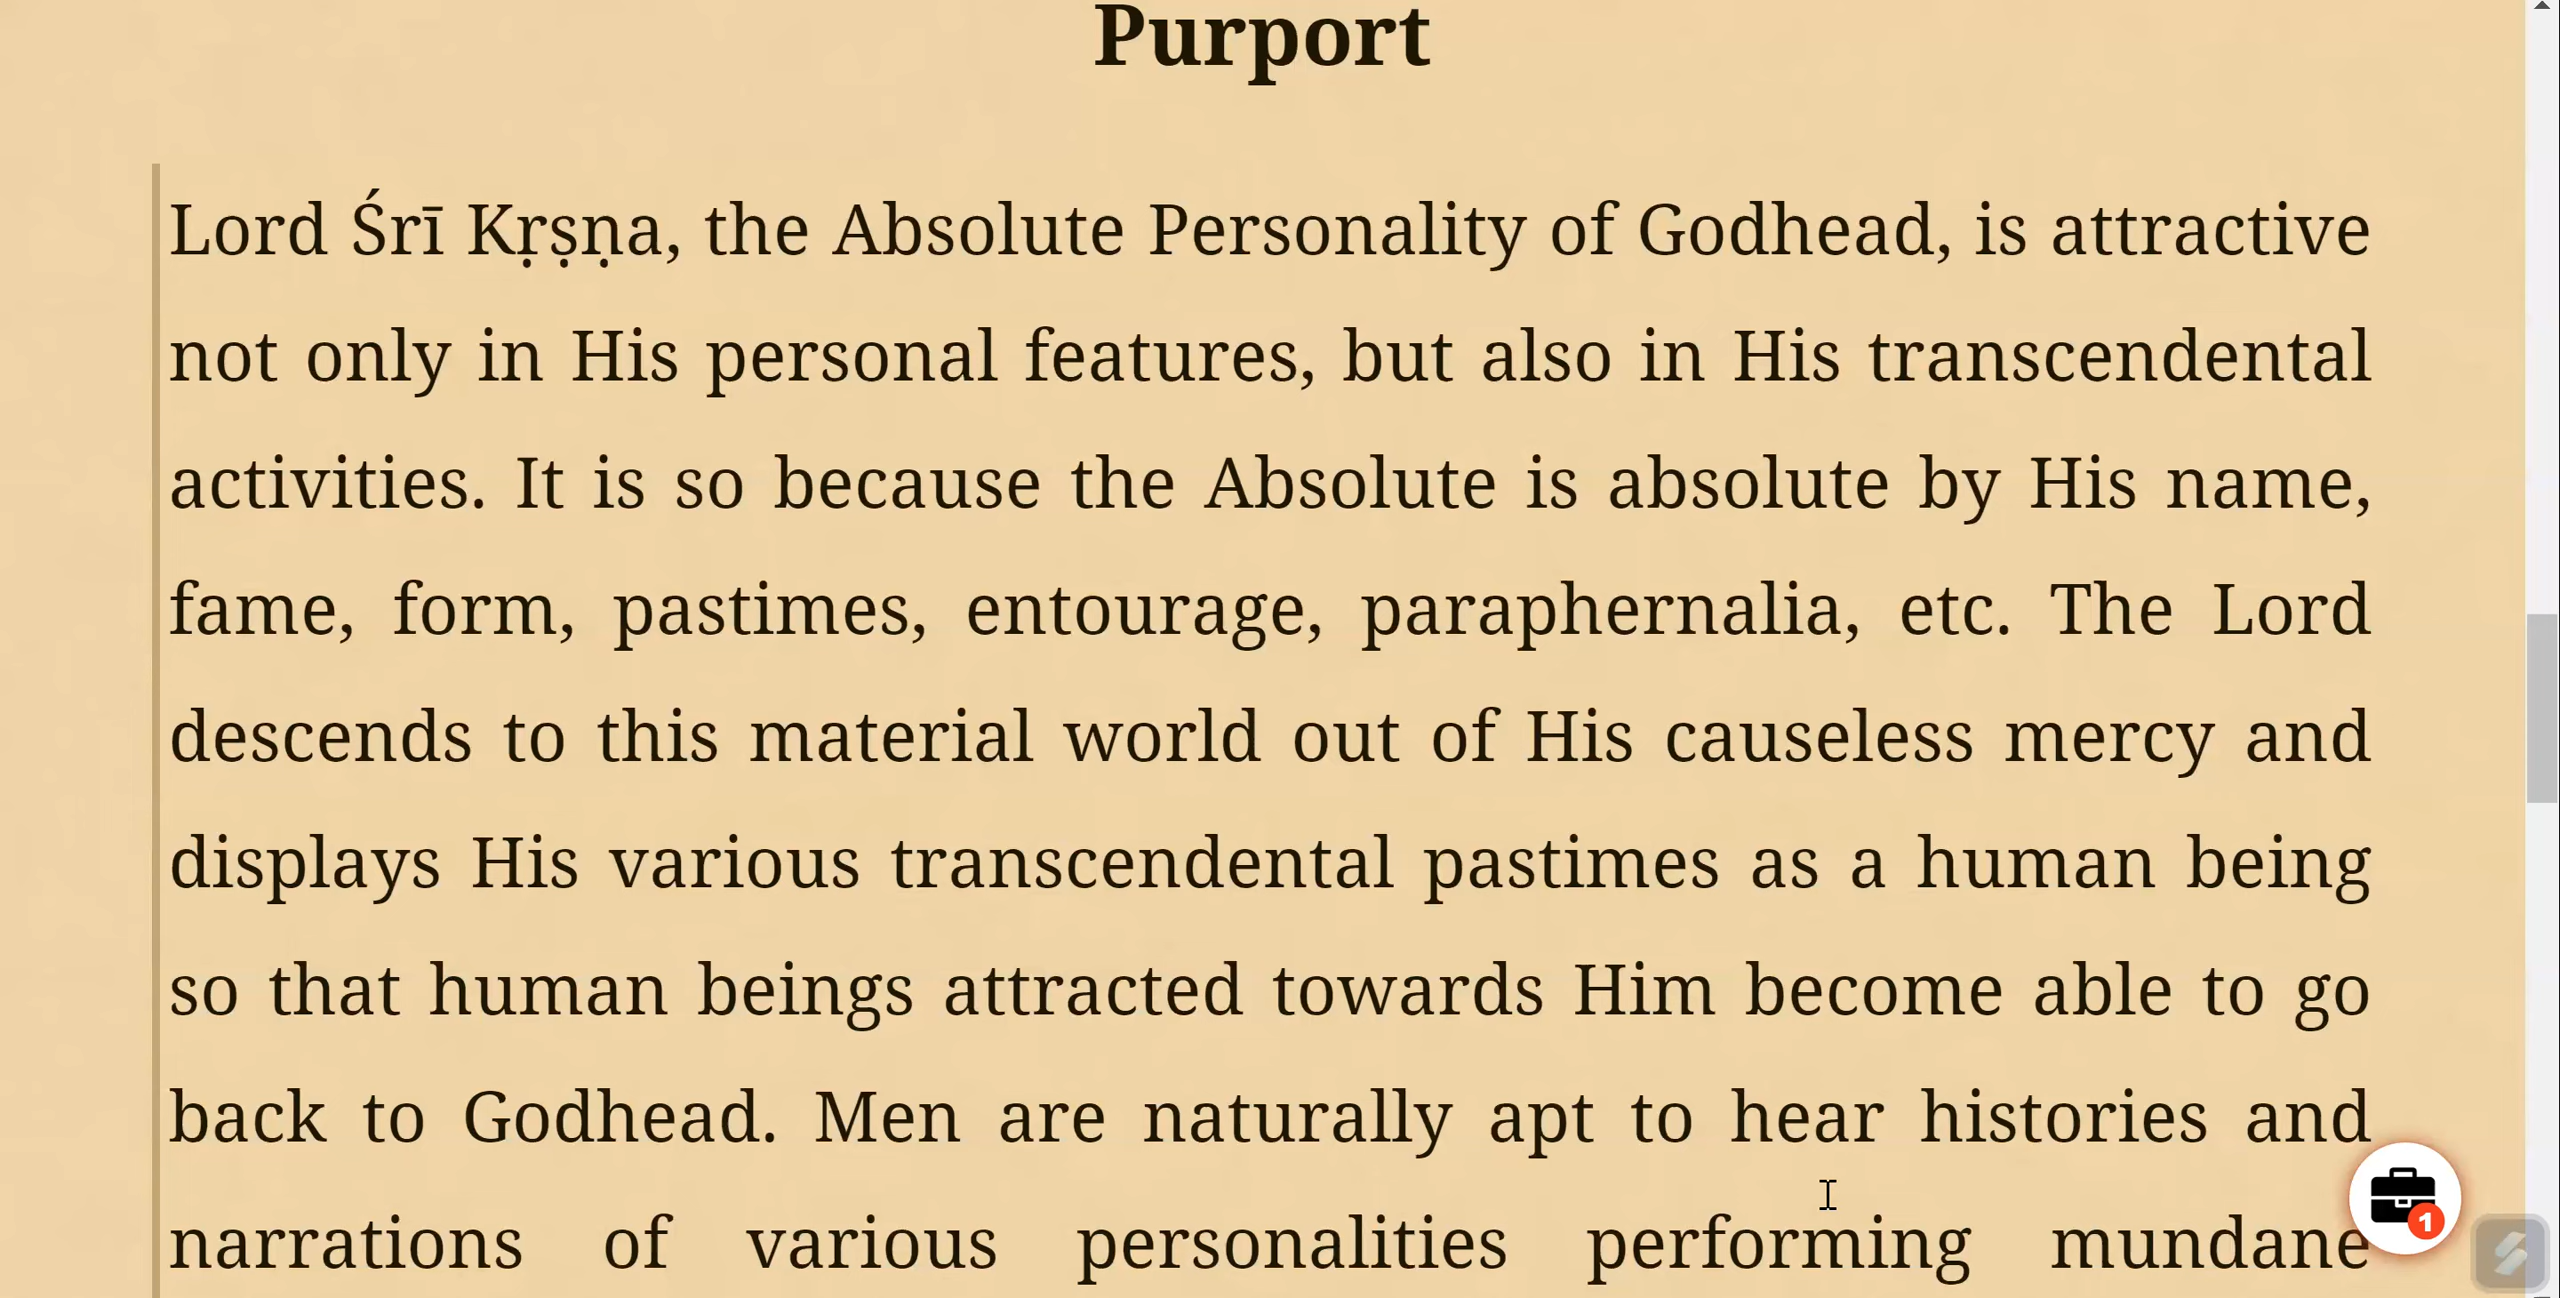 Purport
Lord Śrī Kṛṣṇa, the Absolute Personality of Godhead, is attractive
not only in His personal features, but also in His transcendental
activities. It is so because the Absolute is absolute by His name,
fame, form, pastimes, entourage, paraphernalia, etc. The Lord
descends to this material world out of His causeless mercy and
displays His various transcendental pastimes as a human being
so that human beings attracted towards Him become able to go
back to Godhead. Men are naturally apt to hear histories and
narrations of various personalities performing mundane
1